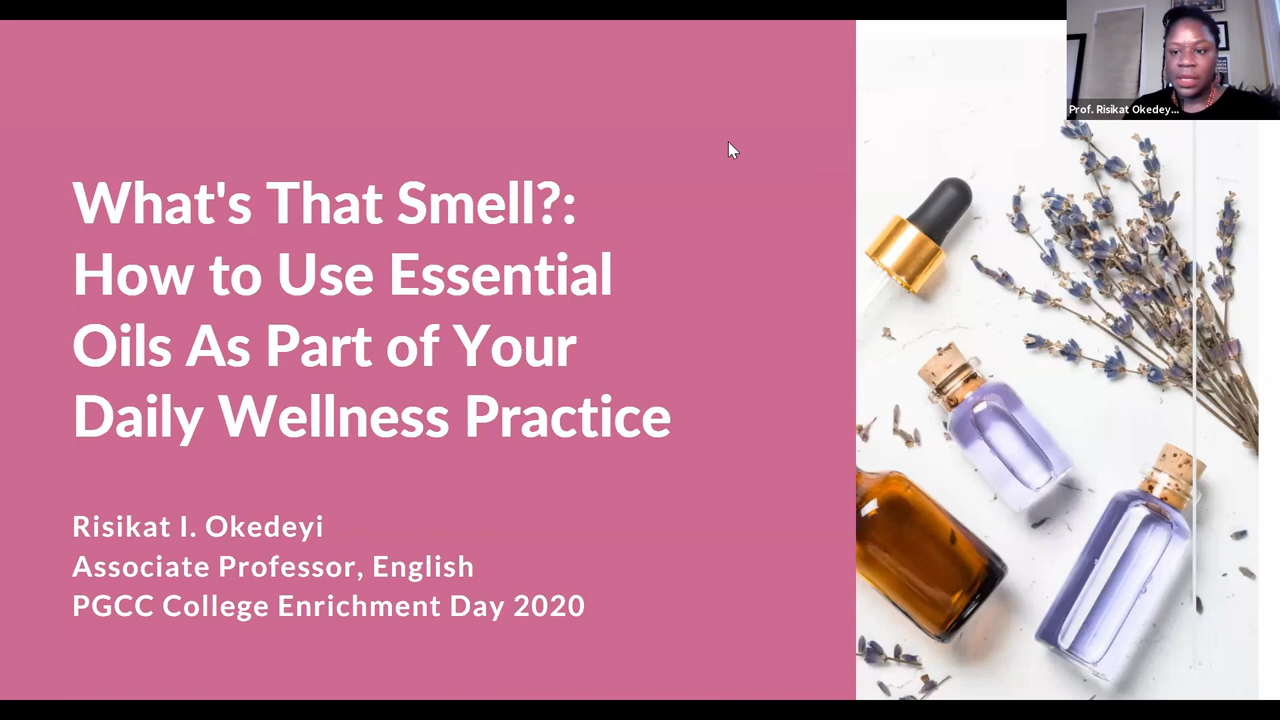 What's That Smell?:
How to Use Essential
Oils As Part of Your
Daily Wellness Practice
Risikat I. Okedeyi
Associate Professor, English
PGCC College Enrichment Day 2020
Prof. Risikat Okedey...